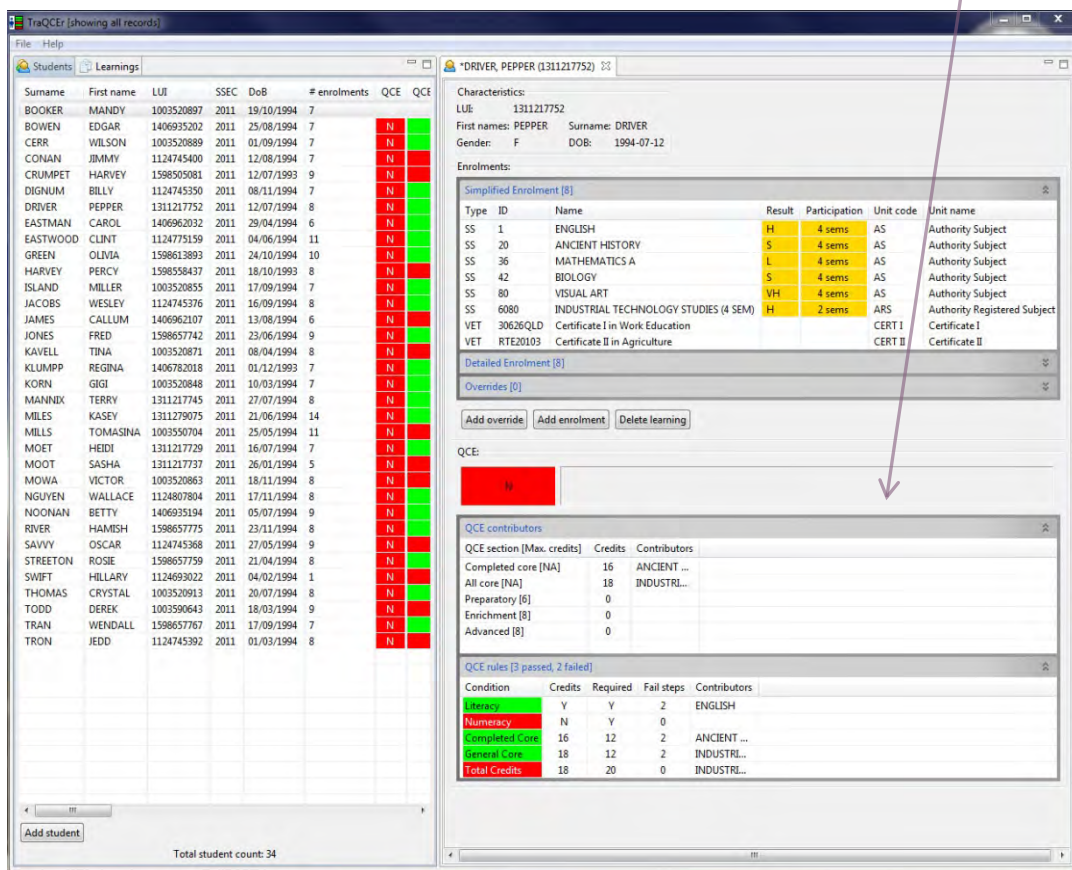 TraQCEr [showing all records]
File Help
Students Learnings
Surname First name LUI SSEC DoB # enrolments QCE QCE
BOOKER MANDY 1003520897 2011 19/10/1994 7
BOWEN EDGAR 1406935202 2011 25/08/1994 7 N
CERR WILSON 1003520889 2011 01/09/1994 7 N
CONAN JIMMY 1124745400 2011 12/08/1994 7 N
CRUMPET HARVEY 1598505081 2011 12/07/1993 9 N
DIGNUM BILLY 1124745350 2011 08/11/1994 7 N
DRIVER PEPPER 1311217752 2011 12/07/1994 8 N
EASTMAN CAROL 1406962032 2011 29/04/1994 6 N
EASTWOOD CLINT 1124775159 2011 04/06/1994 11 N
GREEN OLIVIA 1598613893 2011 24/10/1994 10 N
HARVEY PERCY 1598558437 2011 18/10/1993 8 N
ISLAND MILLER 1003520855 2011 17/09/1994 7 N
JACOBS WESLEY 1124745376 2011 16/09/1994 8 N
JAMES CALLUM 1406962107 2011 13/08/1994 6 N
JONES FRED 1598657742 2011 23/06/1994 9 N
KAVELL TINA 1003520871 2011 08/04/1994 8 N
KLUMPP REGINA 1406782018 2011 01/12/1993 7 N
KORN GIGI 1003520848 2011 10/03/1994 7 N
MANNIX TERRY 1311217745 2011 27/07/1994 8 N
MILES KASEY 1311279075 2011 21/06/1994 14 N
MILLS TOMASINA 1003550704 2011 25/05/1994 11 N
MOET HEIDI 1311217729 2011 16/07/1994 7 N
MOOT SASHA 1311217737 2011 26/01/1994 5 N
MOWA VICTOR 1003520863 2011 18/11/1994 8 N
NGUYEN WALLACE 1124807804 2011 17/11/1994 8 N
NOONAN BETTY 1406935194 2011 05/07/1994 9 N
RIVER HAMISH 1598657775 2011 23/11/1994 8 N
SAVVY OSCAR 1124745368 2011 27/05/1994 9 N
STREETON ROSIE 1598657759 2011 21/04/1994 8 N
SWIFT HILLARY 1124693022 2011 04/02/1994 1 N
THOMAS CRYSTAL 1003520913 2011 20/07/1994 8 N
TODD DEREK 1003590643 2011 18/03/1994 9 N
TRAN WENDALL 1598657767 2011 17/09/1994 7 N
TRON JEDD 1124745392 2011 01/03/1994 8 N
Add student
Total student count: 34
*DRIVER, PEPPER (1311217752)
Characteristics:
LUI: 1311217752
First names: PEPPER Surname: DRIVER
Gender: F DOB: 1994-07-12
Enrolments:
Simplified Enrolment [8]
Type ID Name Result Participation Unit code Unit name
SS 1 ENGLISH H 4 sems AS Authority Subject
SS 20 ANCIENT HISTORY S 4 sems AS Authority Subject
SS 36 MATHEMATICS A L 4 sems AS Authority Subject
SS 42 BIOLOGY S 4 sems AS Authority Subject
SS 80 VISUAL ART VH 4 sems AS Authority Subject
SS 6080 INDUSTRIAL TECHNOLOGY STUDIES (4 SEM) H 2 sems ARS Authority Registered Subject
VET 30626QLD Certificate I in Work Education CERT I Certificate I
VET RTE20103 Certificate II in Agriculture CERT II Certificate II
Detailed Enrolment [8]
Overrides [0]
Add override Add enrolment Delete learning
QCE:
N
QCE contributors
QCE section [Max. credits] Credits Contributors
Completed core [NA] 16 ANCIENT ...
All core [NA] 18 INDUSTRI...
Preparatory [6] 0
Enrichment [8] 0
Advanced [8] 0
QCE rules [3 passed, 2 failed]
Condition Credits Required Fail steps Contributors
Literacy Y Y 2 ENGLISH
Numeracy N Y 0
Completed Core 16 12 2 ANCIENT ...
General Core 18 12 2 INDUSTRI...
Total Credits 18 20 0 INDUSTRI...